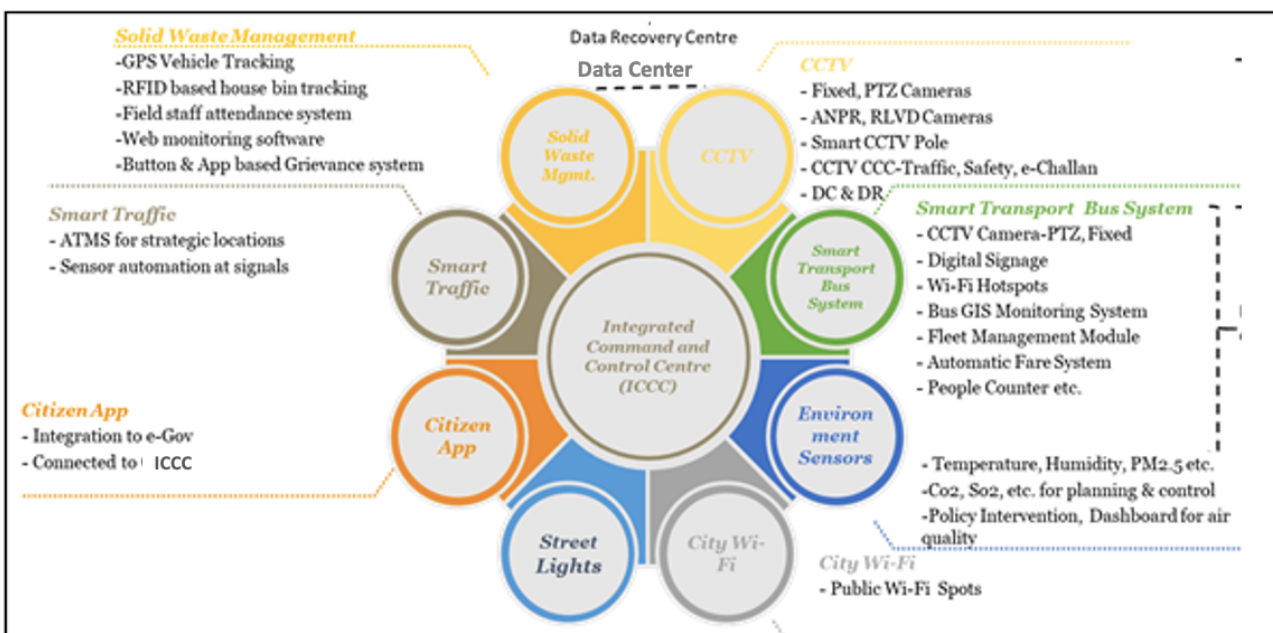 Solid Waste Management
-GPS Vehicle Tracking
-RFID based house bin tracking
-Field staff attendance system
-Web monitoring software
-Button & App based Grievance system
Data Recovery Centre
Data Center
CCTV
- Fixed, PTZ Cameras
- ANPR, RLVD Cameras
- Smart CCTV Pole
- CCTV CCC-Traffic, Safety, e-Challan
- DC & DR
Solid
Waste
Mgmt.
CCTV
Smart Traffic
- ATMS for strategic locations
- Sensor automation at signals
Smart
Traffic
Smart
Transport
Bus
System
Smart Transport Bus System
- CCTV Camera-PTZ, Fixed
- Digital Signage
- Wi-Fi Hotspots
- Bus GIS Monitoring System
- Fleet Management Module
- Automatic Fare System
- People Counter etc.
Integrated
Command and
Control Centre
(ICCC)
Citizen App
- Integration to e-Gov
- Connected to ICCC
Citizen
App
Environ
ment
Sensors
- Temperature, Humidity, PM2.5 etc.
-Co2, So2, etc. for planning & control
-Policy Intervention, Dashboard for air
quality
Street
Lights
City Wi-
Fi
City Wi-Fi
- Public Wi-Fi Spots